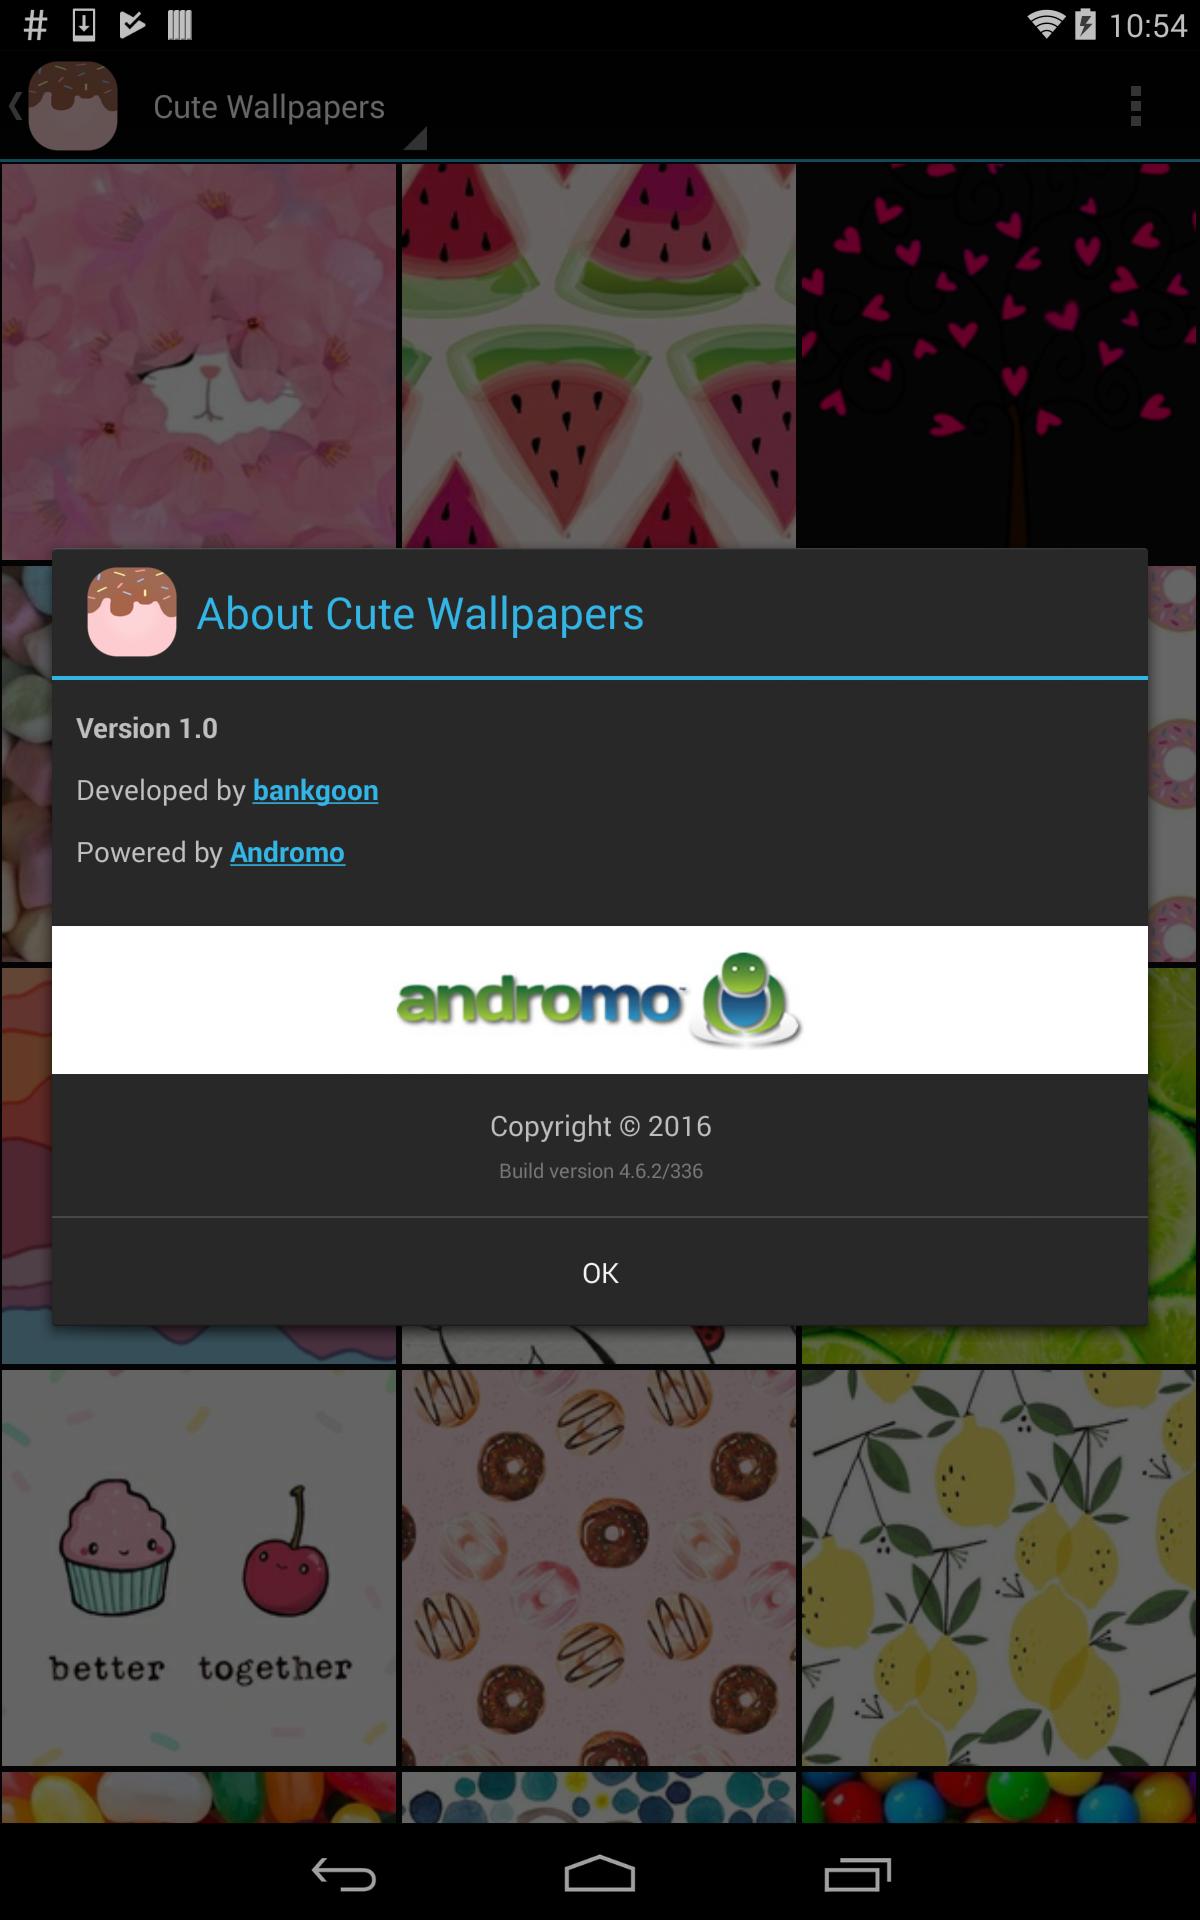 10:54
Cute Wallpapers
About Cute Wallpapers
Version 1.0
Developed by bankgoon
Powered by Andromo
andromo™
Copyright © 2016
Build version 4.6.2/336
OK
better together